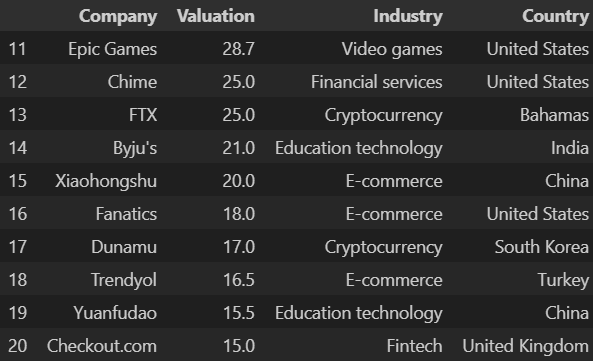 Company Valuation Industry Country
11 Epic Games 28.7 Video games United States
12 Chime 25.0 Financial services United States
13 FTX 25.0 Cryptocurrency Bahamas
14 Byju's 21.0 Education technology India
15 Xiaohongshu 20.0 E-commerce China
16 Fanatics 18.0 E-commerce United States
17 Dunamu 17.0 Cryptocurrency South Korea
18 Trendyol 16.5 E-commerce Turkey
19 Yuanfudao 15.5 Education technology China
20 Checkout.com 15.0 Fintech United Kingdom